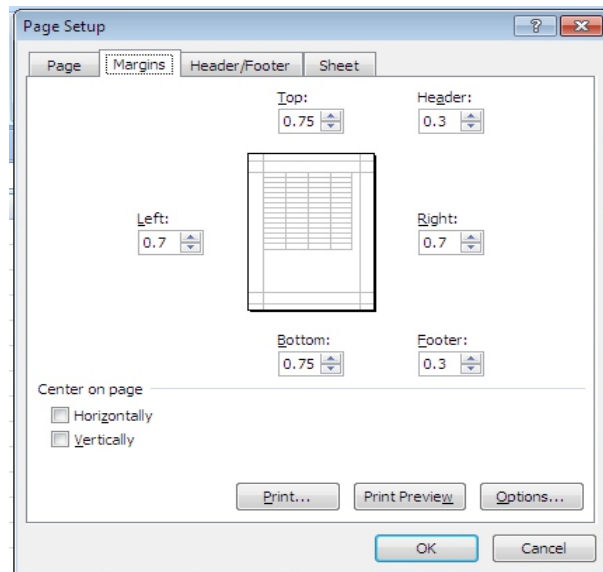 Page Setup
Page Margins Header/Footer Sheet
Top: Header:
0.75 0.3
Left: Right:
0.7 0.7
Bottom: Footer:
0.75 0.3
Center on page
Horizontally
Vertically
Print... Print Preview Options...
OK Cancel